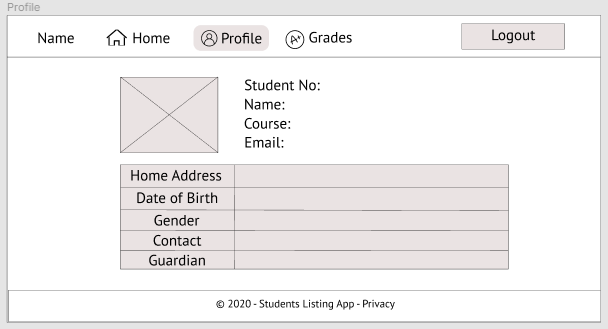 Profile
Name Home Profile A+ Grades Logout
Student No:
Name:
Course:
Email:
Home Address
Date of Birth
Gender
Contact
Guardian
© 2020 - Students Listing App - Privacy